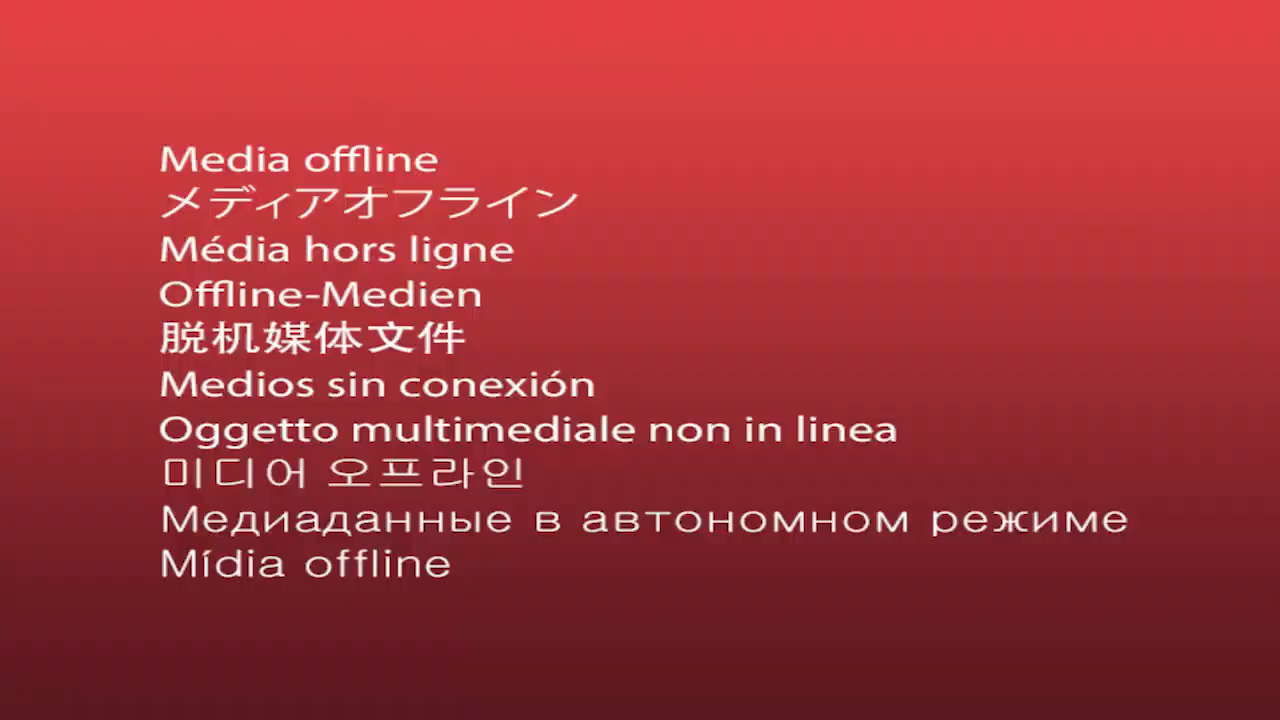 Media offline
メディアオフライン
Média hors ligne
Offline-Medien
脱机媒体文件
Medios sin conexión
Oggetto multimediale non in linea
미디어 오프라인
Медиаданные в автономном режиме
Mídia offline